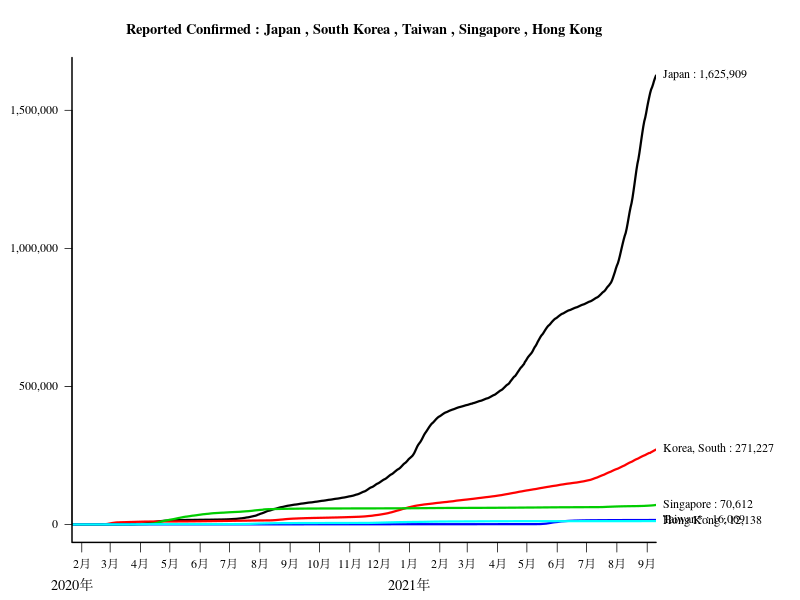 Reported Confirmed : Japan , South Korea , Taiwan , Singapore , Hong Kong
Japan : 1,625,909
1,500,000
1,000,000
500,000
Korea, South : 271,227
Singapore : 70,612
Hong Kong : 12,138
0
2月 3月 4月 5月 6月 7月 8月 9月 10月 11月 12月 1月 2月 3月 4月 5月 6月 7月 8月 9月
2020年 2021年